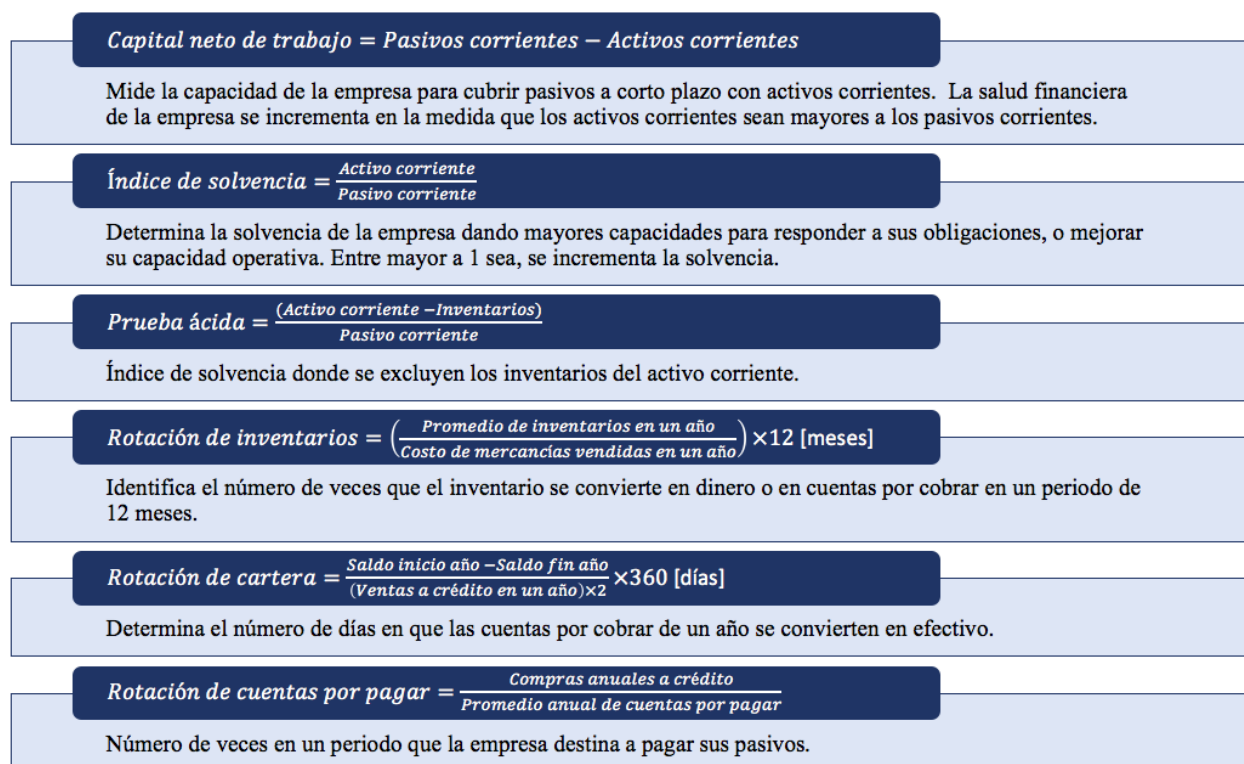 Capital neto de trabajo = Pasivos corrientes − Activos corrientes
Mide la capacidad de la empresa para cubrir pasivos a corto plazo con activos corrientes.  La salud financiera
de la empresa se incrementa en la medida que los activos corrientes sean mayores a los pasivos corrientes.
Índice de solvencia = Activo corriente / Pasivo corriente
Determina la solvencia de la empresa dando mayores capacidades para responder a sus obligaciones, o mejorar
su capacidad operativa. Entre mayor a 1 sea, se incrementa la solvencia.
Prueba ácida = (Activo corriente −Inventarios) / Pasivo corriente
Índice de solvencia donde se excluyen los inventarios del activo corriente.
Rotación de inventarios = (Promedio de inventarios en un año / Costo de mercancías vendidas en un año) ×12 [meses]
Identifica el número de veces que el inventario se convierte en dinero o en cuentas por cobrar en un periodo de
12 meses.
Rotación de cartera = Saldo inicio año −Saldo fin año / (Ventas a crédito en un año)×2 ×360 [días]
Determina el número de días en que las cuentas por cobrar de un año se convierten en efectivo.
Rotación de cuentas por pagar = Compras anuales a crédito / Promedio anual de cuentas por pagar
Número de veces en un periodo que la empresa destina a pagar sus pasivos.